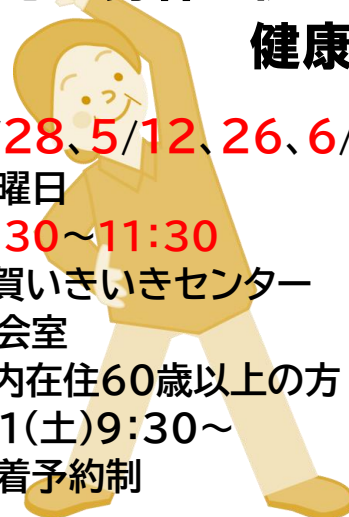 健康
28、5/12、26、6/
曜日
30～11：30
賀いきいきセンター
会室
内在住60歳以上の方
1(土)9：30～
着予約制